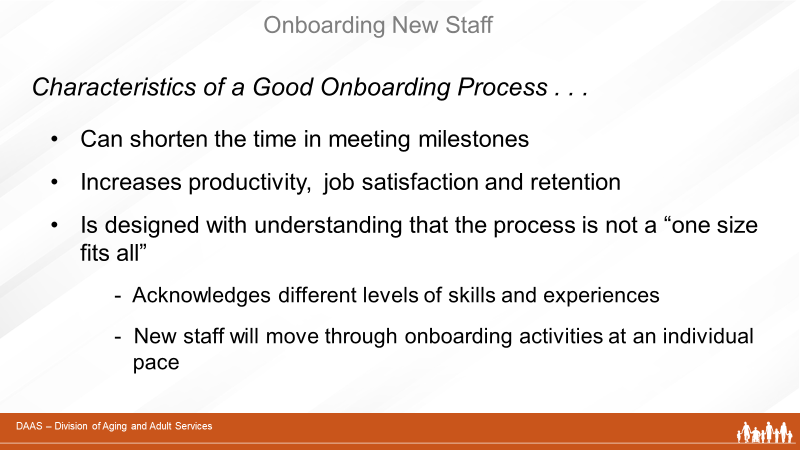 Onboarding New Staff
Characteristics of a Good Onboarding Process . . .
• Can shorten the time in meeting milestones
• Increases productivity,  job satisfaction and retention
• Is designed with understanding that the process is not a “one size
fits all”
- Acknowledges different levels of skills and experiences
- New staff will move through onboarding activities at an individual
pace
DAAS – Division of Aging and Adult Services